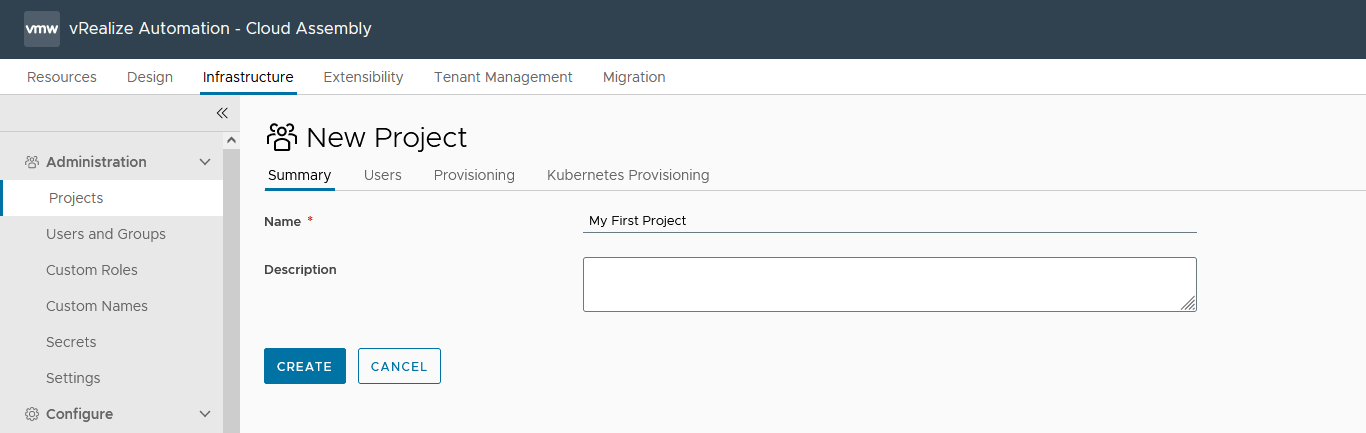 vmw vRealize Automation - Cloud Assembly
Resources Design Infrastructure Extensibility Tenant Management Migration
Administration
Projects
Users and Groups
Custom Roles
Custom Names
Secrets
Settings
Configure
New Project
Summary Users Provisioning Kubernetes Provisioning
Name * My First Project
Description
CREATE CANCEL